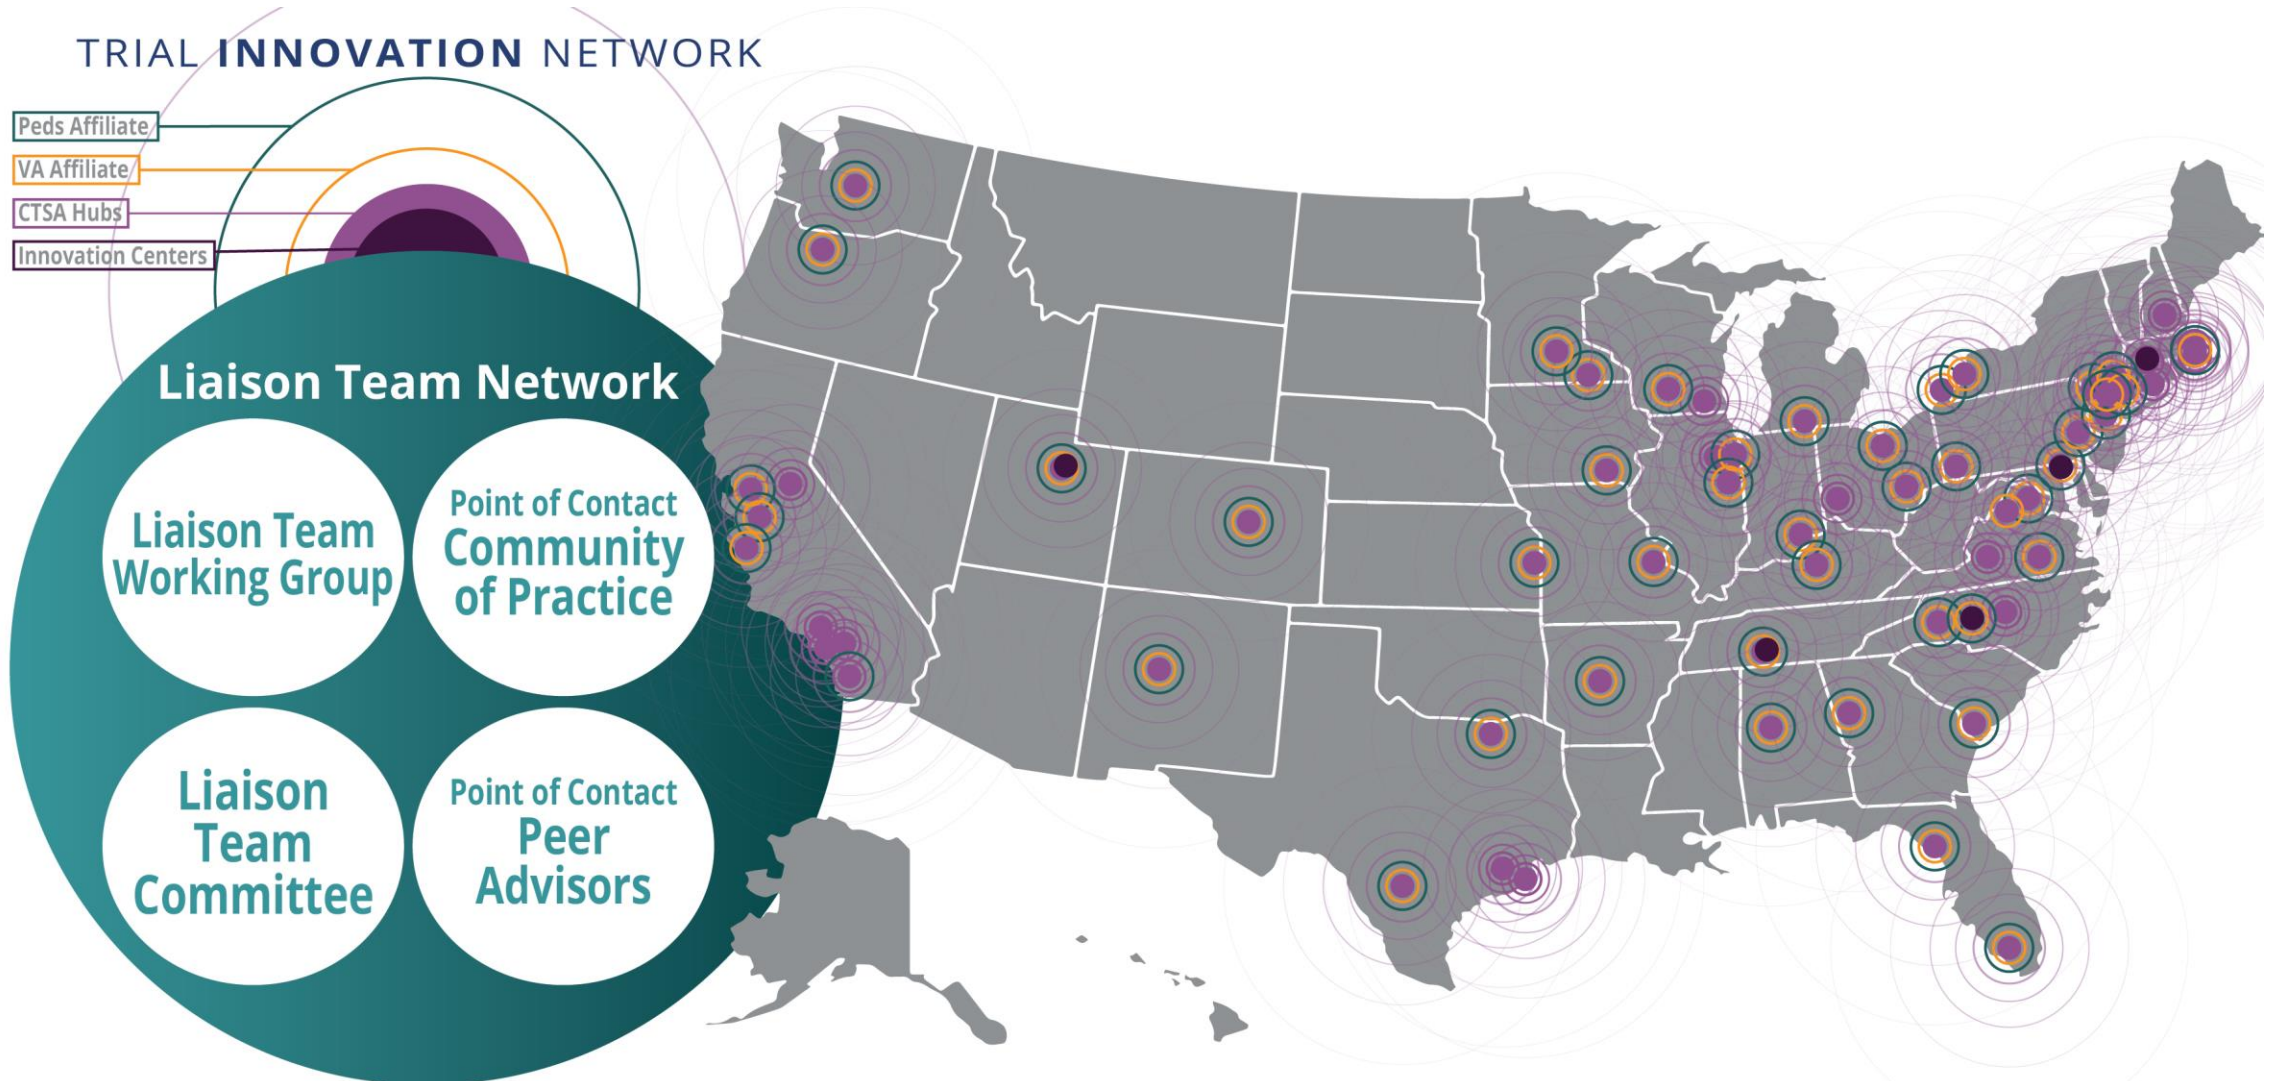 TRIAL INNOVATION NETWORK
Peds Affiliate
VA Affiliate
CTSA Hubs
Innovation Centers
Liaison Team Network
Liaison Team
Working Group
Point of Contact
Community
of Practice
Liaison
Team
Committee
Point of Contact
Peer
Advisors